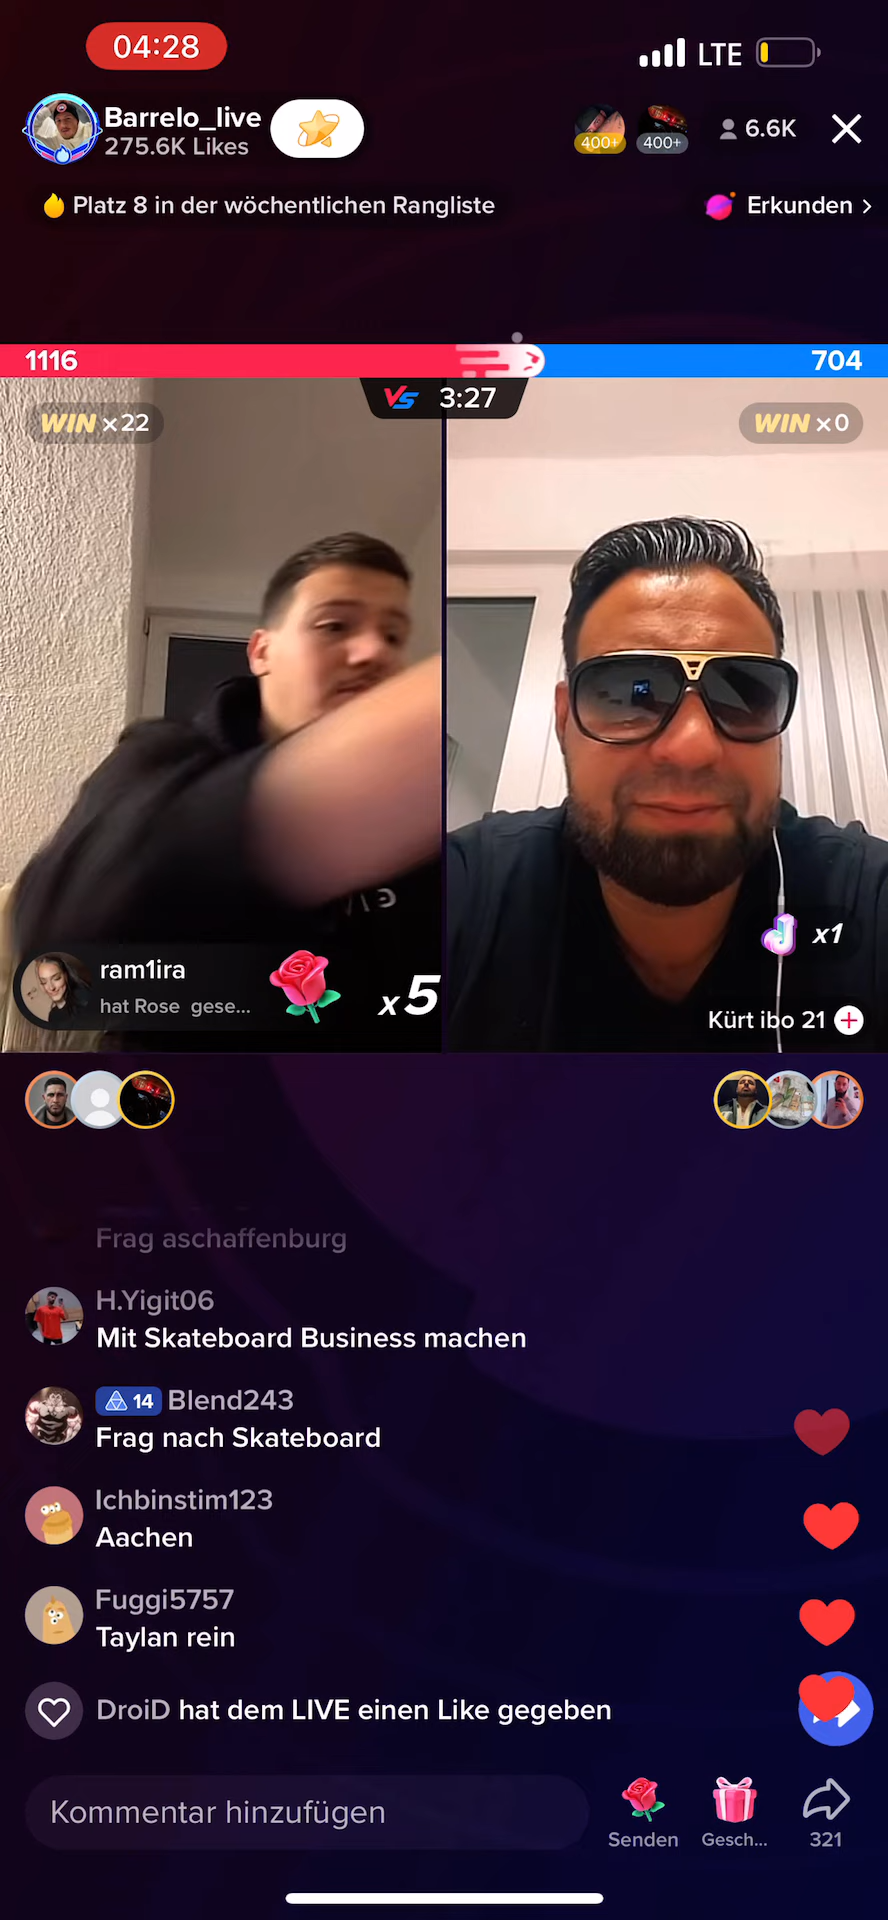 04:28
LTE
Barrelo_live
275.6K Likes
400+
400+
6.6K
Platz 8 in der wöchentlichen Rangliste
Erkunden >
1116
704
VS 3:27
WIN x22
WIN x0
ram1ira
hat Rose gese...
x5
x1
Kürt ibo 21
Frag aschaffenburg
H.Yigit06
Mit Skateboard Business machen
14 Blend243
Frag nach Skateboard
Ichbinstim123
Aachen
Fuggi5757
Taylan rein
DroiD hat dem LIVE einen Like gegeben
Kommentar hinzufügen
Senden
Gesch...
321